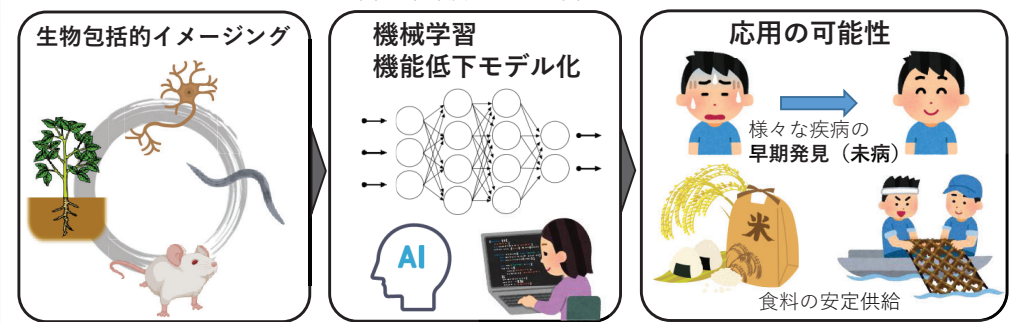 生物包括的イメージング
機械学習
機能低下モデル化
AI
応用の可能性
様々な疾病の
早期発見（未病）
米
食料の安定供給